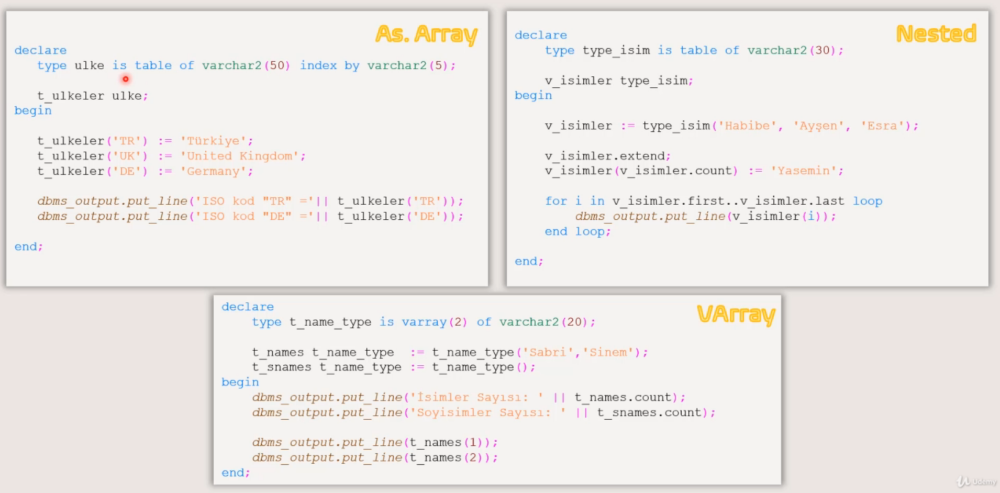 As. Array
declare
type ulke is table of varchar2(50) index by varchar2(5);
t_ulkeler ulke;
begin
t_ulkeler('TR') := 'Türkiye';
t_ulkeler('UK') := 'United Kingdom';
t_ulkeler('DE') := 'Germany';
dbms_output.put_line('ISO kod "TR" ='|| t_ulkeler('TR'));
dbms_output.put_line('ISO kod "DE" ='|| t_ulkeler('DE'));
end;
Nested
declare
type type_isim is table of varchar2(30);
v_isimler type_isim;
begin
v_isimler := type_isim('Habibe', 'Ayşen', 'Esra');
v_isimler.extend;
v_isimler(v_isimler.count) := 'Yasemin';
for i in v_isimler.first..v_isimler.last loop
dbms_output.put_line(v_isimler(i));
end loop;
end;
VArray
declare
type t_name_type is varray(2) of varchar2(20);
t_names t_name_type := t_name_type('Sabri','Sinem');
t_snames t_name_type := t_name_type();
begin
dbms_output.put_line('İsimler Sayısı: ' || t_names.count);
dbms_output.put_line('Soyisimler Sayısı: ' || t_snames.count);
dbms_output.put_line(t_names(1));
dbms_output.put_line(t_names(2));
end;
Udemy